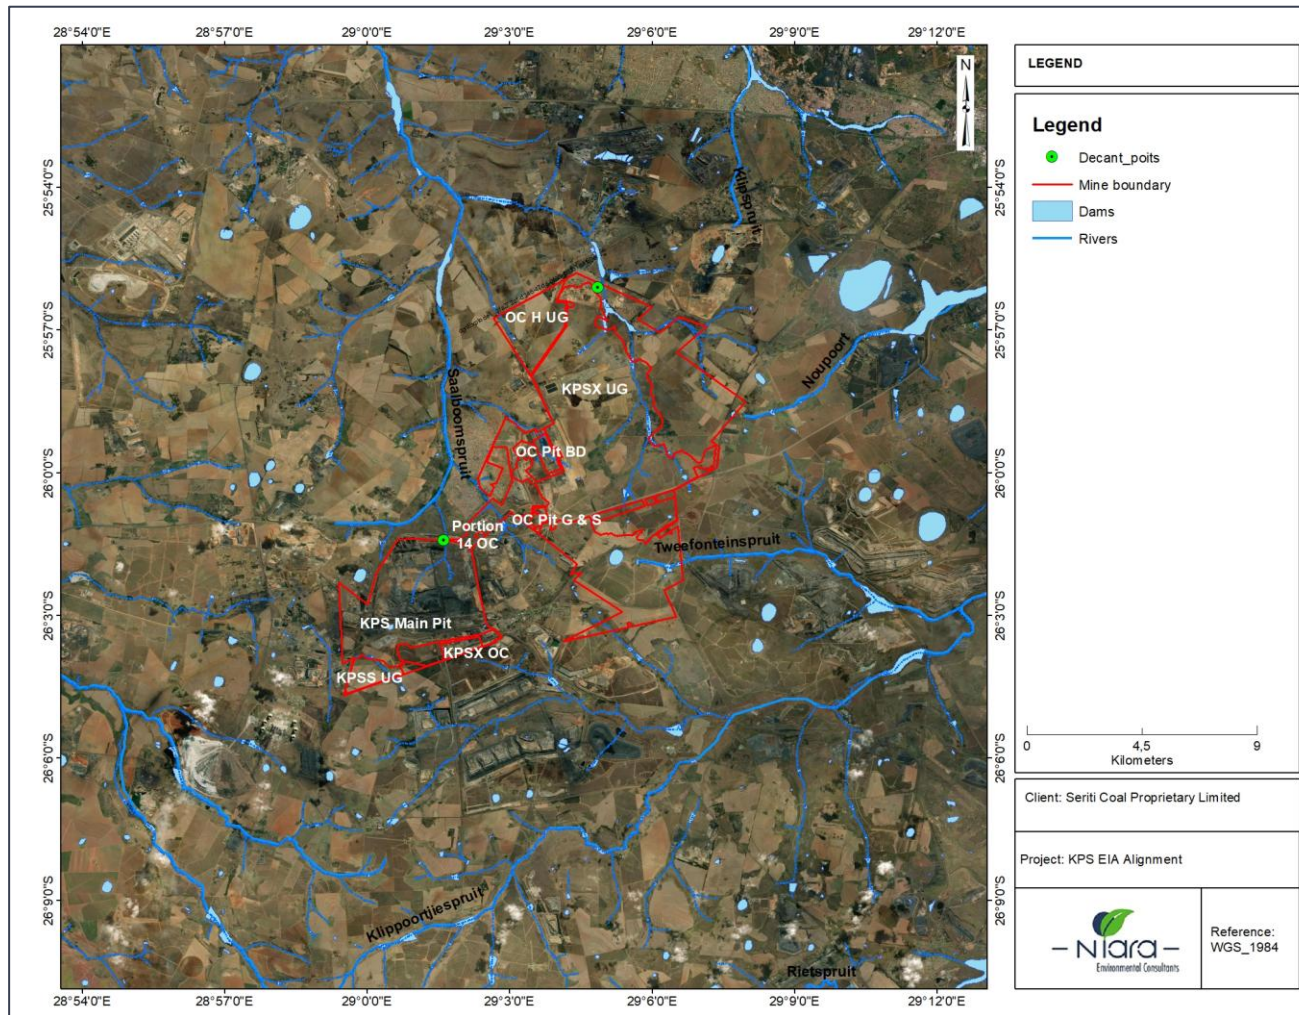 28°54'0"E 28°57'0"E 29°0'0"E 29°3'0"E 29°6'0"E 29°9'0"E 29°12'0"E
N
25°54'0"S
25°57'0"S
26°0'0"S
26°3'0"S
26°6'0"S
26°9'0"S
Klipspruit
OC H UG
Noupoort
KPSX UG
Saalboomspruit
OC Pit BD
OC Pit G & S
Portion
14 OC
Tweefonteinspruit
KPS Main Pit
KPSX OC
KPSS UG
Klippoortjiespruit
Rietspruit
25°54'0"S
25°57'0"S
26°0'0"S
26°3'0"S
26°6'0"S
26°9'0"S
28°54'0"E 28°57'0"E 29°0'0"E 29°3'0"E 29°6'0"E 29°9'0"E 29°12'0"E
LEGEND
Legend
Decant_poits
Mine boundary
Dams
Rivers
0 4,5 9
Kilometers
Client: Seriti Coal Proprietary Limited
Project: KPS EIA Alignment
Niara
Environmental Consultants
Reference:
WGS_1984